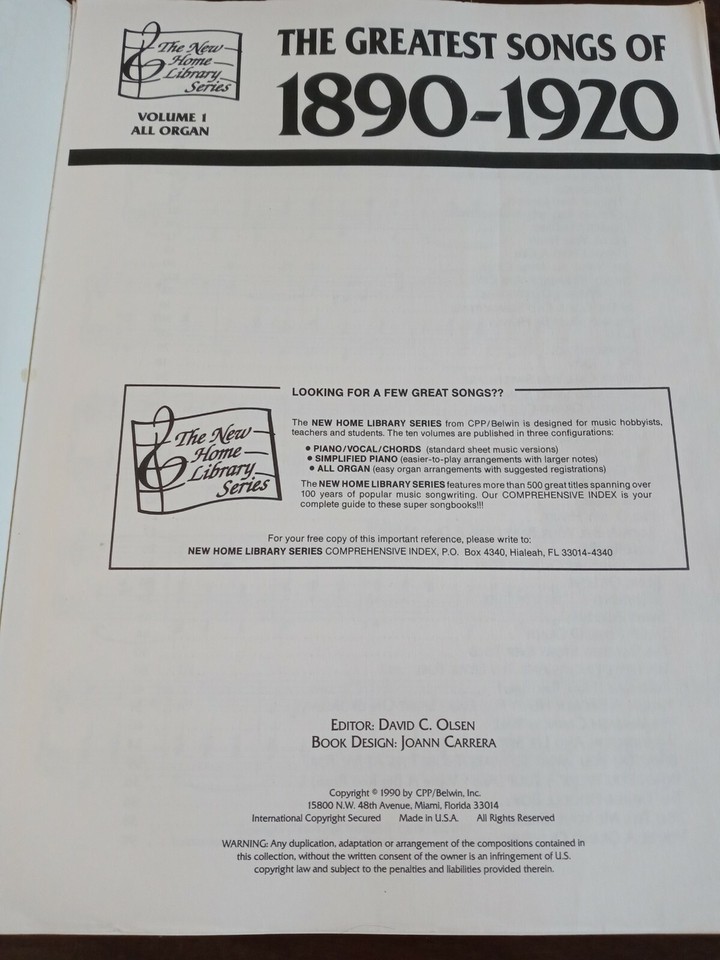 The New
Home
Library
Series
VOLUME 1
ALL ORGAN
THE GREATEST SONGS OF
1890-1920
LOOKING FOR A FEW GREAT SONGS??
The New
Home
Library
Series
The NEW HOME LIBRARY SERIES from CPP/Belwin is designed for music hobbyists,
teachers and students. The ten volumes are published in three configurations:
● PIANO/VOCAL/CHORDS (standard sheet music versions)
● SIMPLIFIED PIANO (easier-to-play arrangements with larger notes)
● ALL ORGAN (easy organ arrangements with suggested registrations)
The NEW HOME LIBRARY SERIES features more than 500 great titles spanning over
100 years of popular music songwriting. Our COMPREHENSIVE INDEX is your
complete guide to these super songbooks!!!
For your free copy of this important reference, please write to:
NEW HOME LIBRARY SERIES COMPREHENSIVE INDEX, P.O. Box 4340, Hialeah, FL 33014-4340
EDITOR: DAVID C. OLSEN
BOOK DESIGN: JOANN CARRERA
Copyright © 1990 by CPP/Belwin, Inc.
15800 N.W. 48th Avenue, Miami, Florida 33014
International Copyright Secured Made in U.S.A. All Rights Reserved
WARNING: Any duplication, adaptation or arrangement of the compositions contained in
this collection, without the written consent of the owner is an infringement of U.S.
copyright law and subject to the penalties and liabilities provided therein.